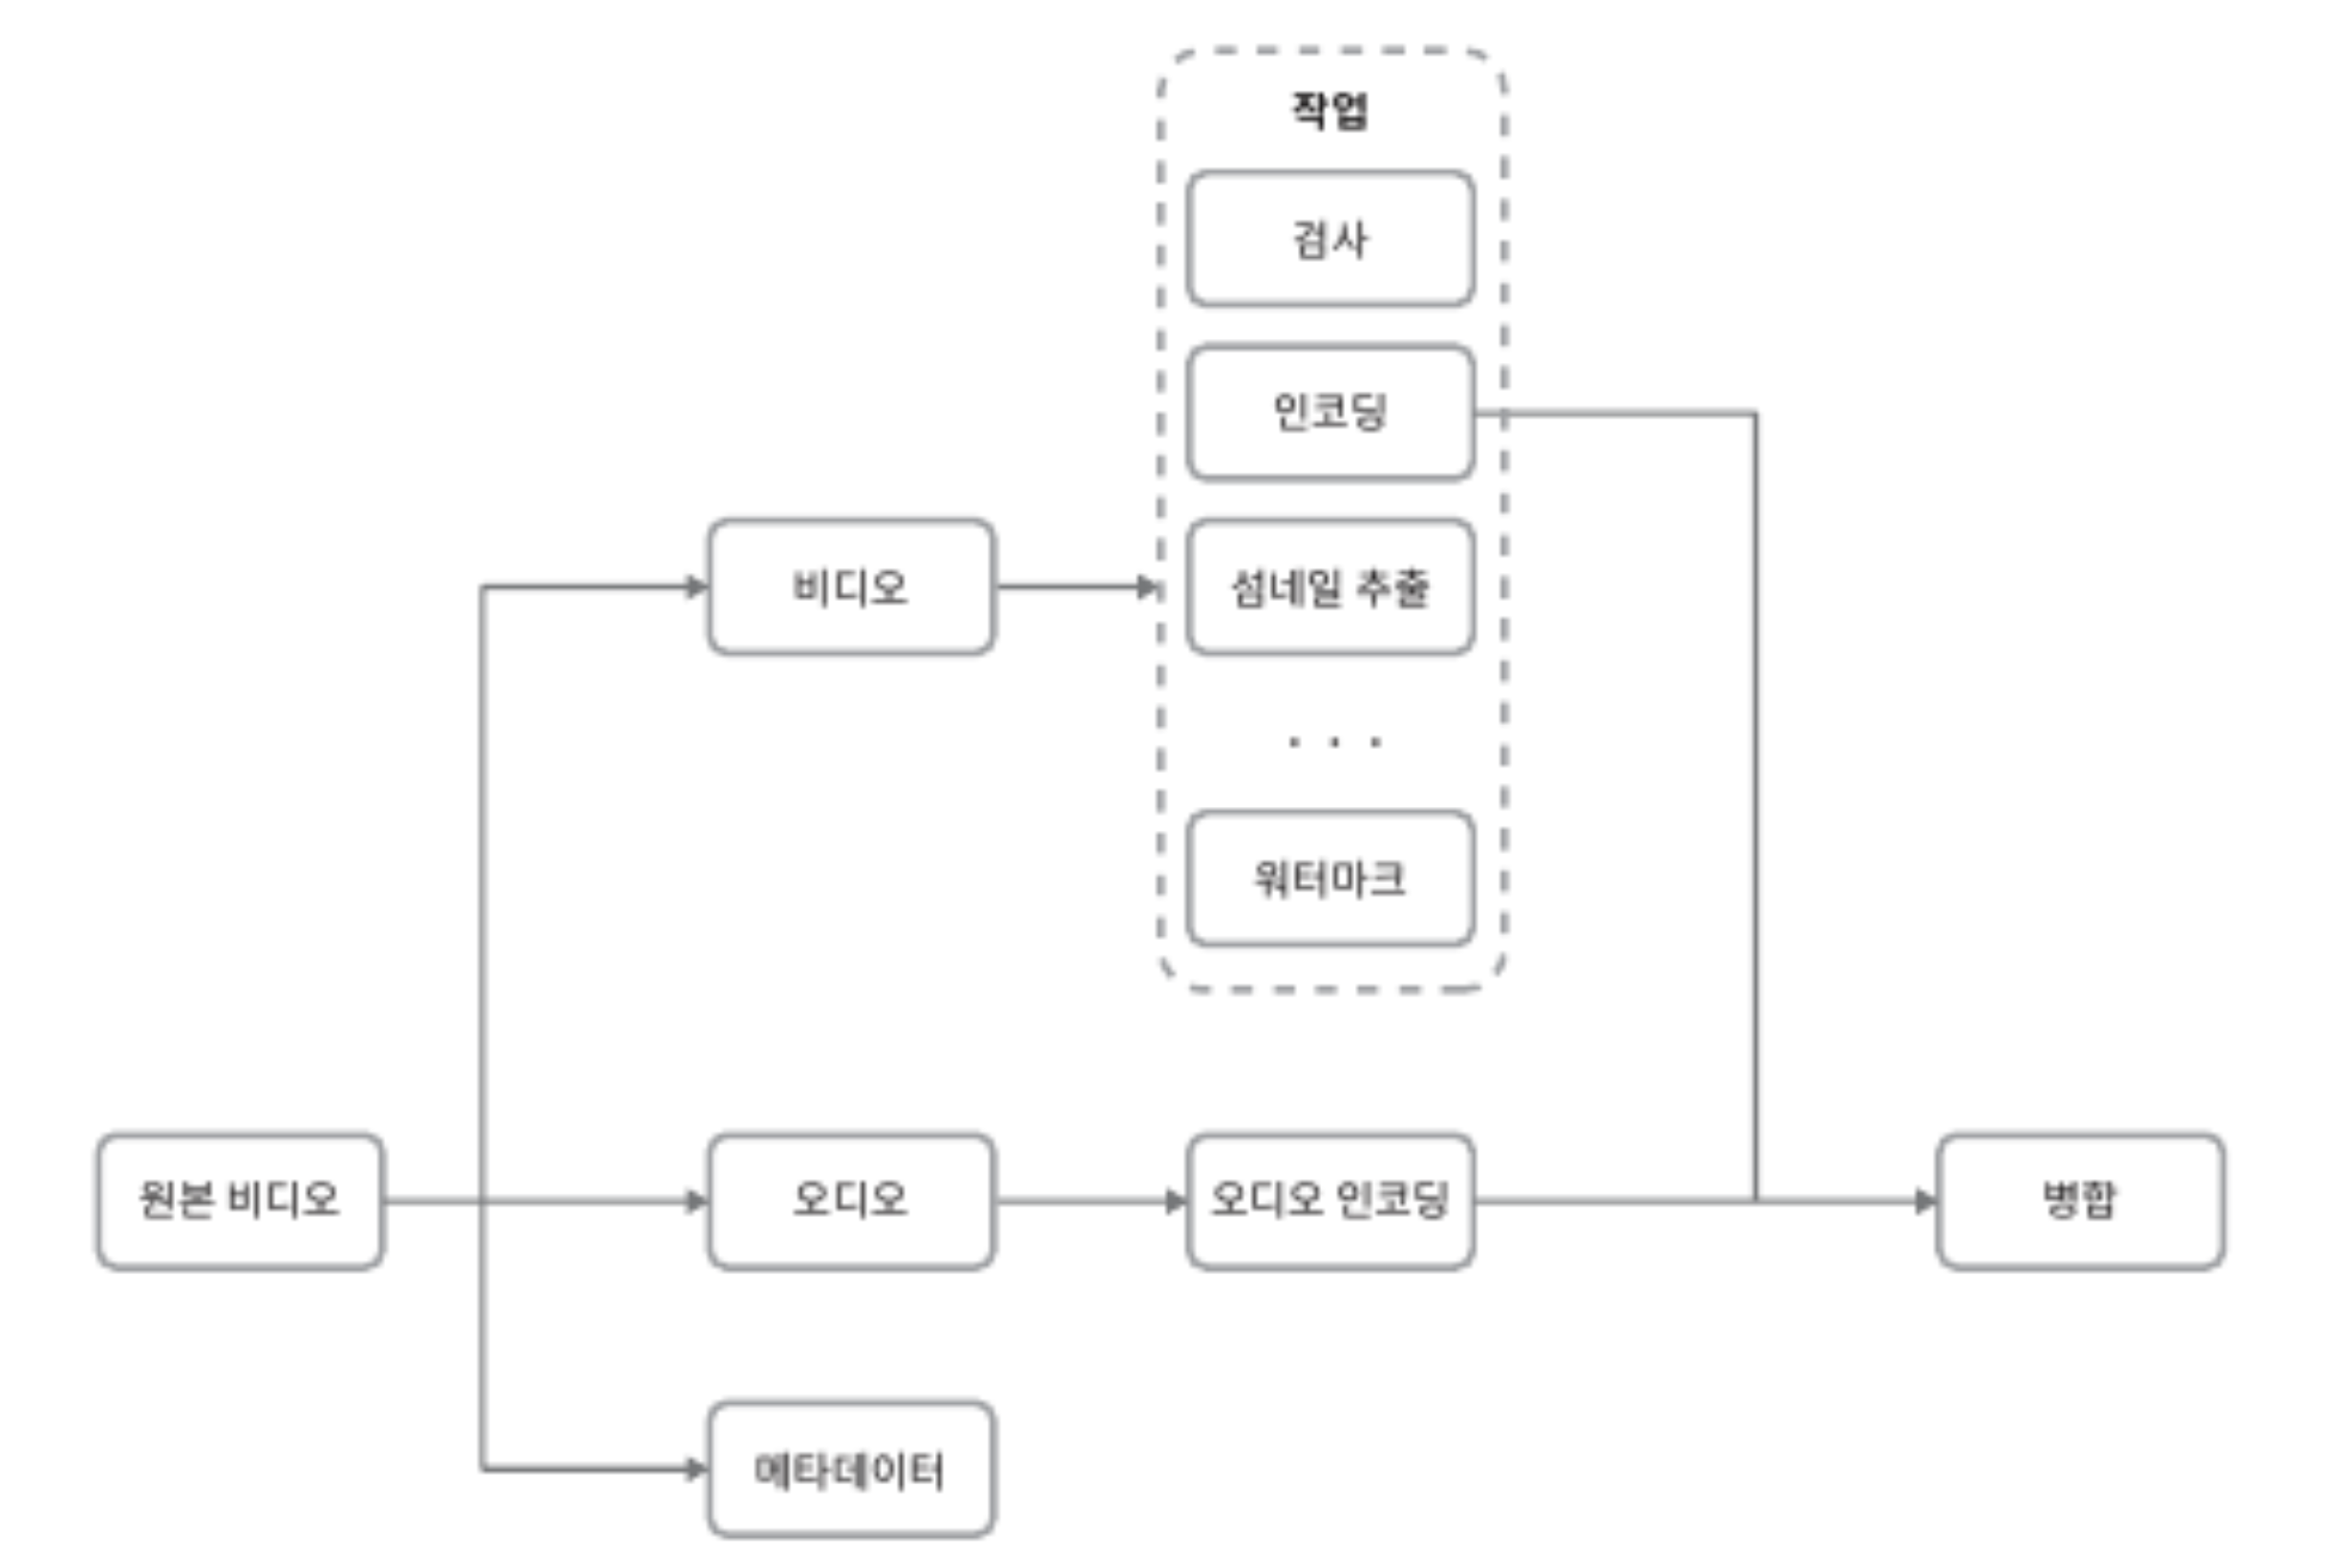 작업
검사
인코딩
비디오
섬네일 추출
. . .
워터마크
원본 비디오
오디오
오디오 인코딩
병합
메타데이터